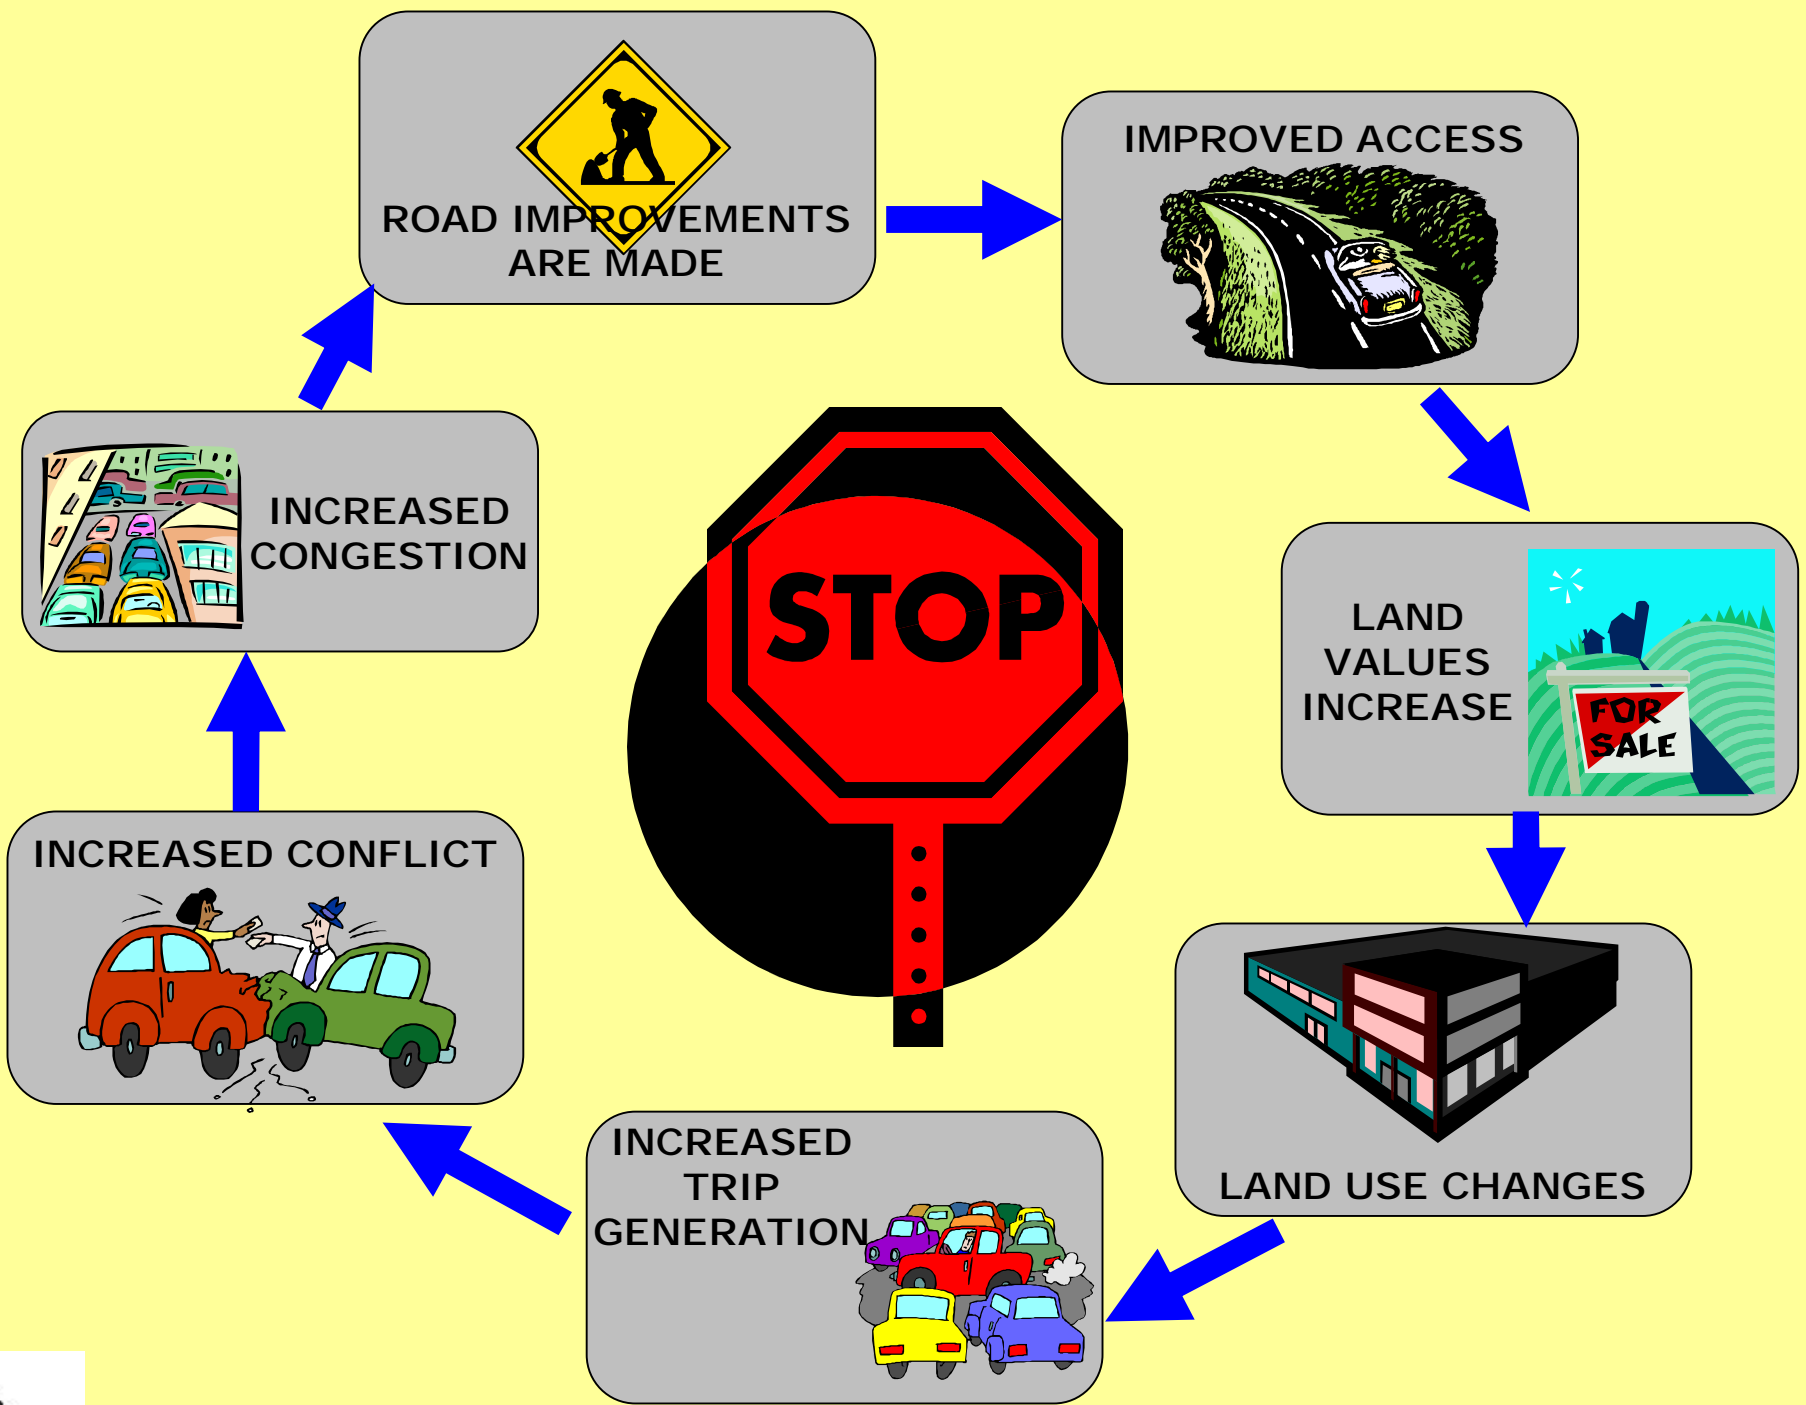 ROAD IMPROVEMENTS
ARE MADE
IMPROVED ACCESS
LAND
VALUES
INCREASE
FOR
SALE
LAND USE CHANGES
INCREASED
TRIP
GENERATION
INCREASED CONFLICT
INCREASED
CONGESTION
STOP